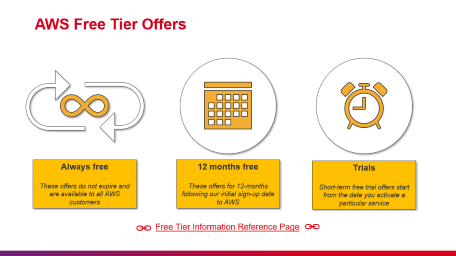 AWS Free Tier Offers
Always free
These offers do not expire and
are available to all AWS
customers
12 months free
These offers for 12-months
following our initial sign-up date
to AWS
Trials
Short-term free trial offers start
from the date you activate a
particular service
Free Tier Information Reference Page